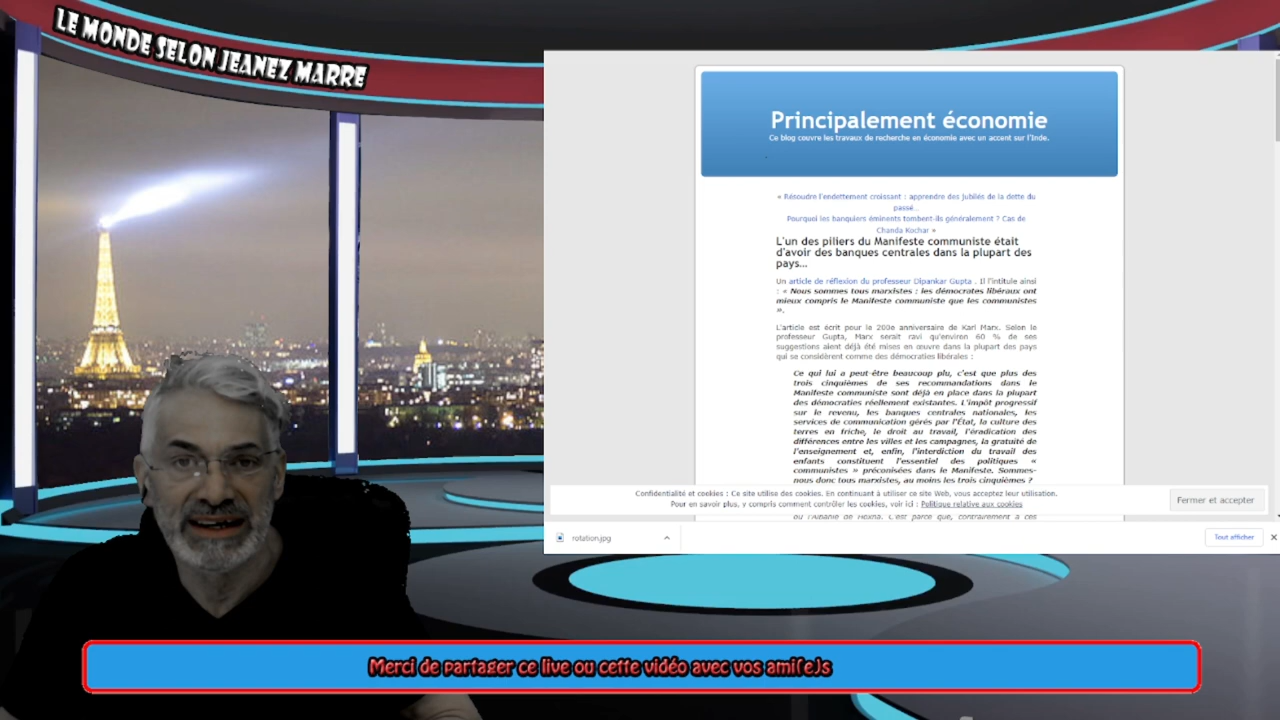 LE MONDE SELON JEANEZ MARRE
Principalement économie
Ce blog couvre les travaux de recherche en économie avec un accent sur l'Inde.
« Résoudre l'endettement croissant : apprendre des jubilés de la dette du
passé…
Pourquoi les banquiers éminents tombent-ils généralement ? Cas de
Chanda Kochar »
L'un des piliers du Manifeste communiste était
d'avoir des banques centrales dans la plupart des
pays...
Un article de réflexion du professeur Dipankar Gupta . Il l'intitule ainsi
: « Nous sommes tous marxistes : les démocrates libéraux ont
mieux compris le Manifeste communiste que les communistes
».
L'article est écrit pour le 200e anniversaire de Karl Marx. Selon le
professeur Gupta, Marx serait ravi qu'environ 60 % de ses
suggestions aient déjà été mises en œuvre dans la plupart des pays
qui se considèrent comme des démocraties libérales :
Ce qui lui a peut-être beaucoup plu, c'est que plus des
trois cinquièmes de ses recommandations dans le
Manifeste communiste sont déjà en place dans la plupart
des démocraties réellement existantes. L'impôt progressif
sur le revenu, les banques centrales nationales, les
services de communication gérés par l'État, la culture des
terres en friche, le droit au travail, l'éradication des
différences entre les villes et les campagnes, la gratuité de
l'enseignement et, enfin, l'interdiction du travail des
enfants constituent l'essentiel des politiques «
communistes » préconisées dans le Manifeste. Sommes-
nous donc tous marxistes, au moins les trois cinquièmes ?
Confidentialité et cookies : Ce site utilise des cookies. En continuant à utiliser ce site Web, vous acceptez leur utilisation.
Pour en savoir plus, y compris comment contrôler les cookies, voir ici : Politique relative aux cookies
Fermer et accepter
ou l'Albanie de Hoxha. C'est parce que, contrairement à ces
rotation.jpg
Tout afficher
Merci de partager ce live ou cette vidéo avec vos ami(e)s